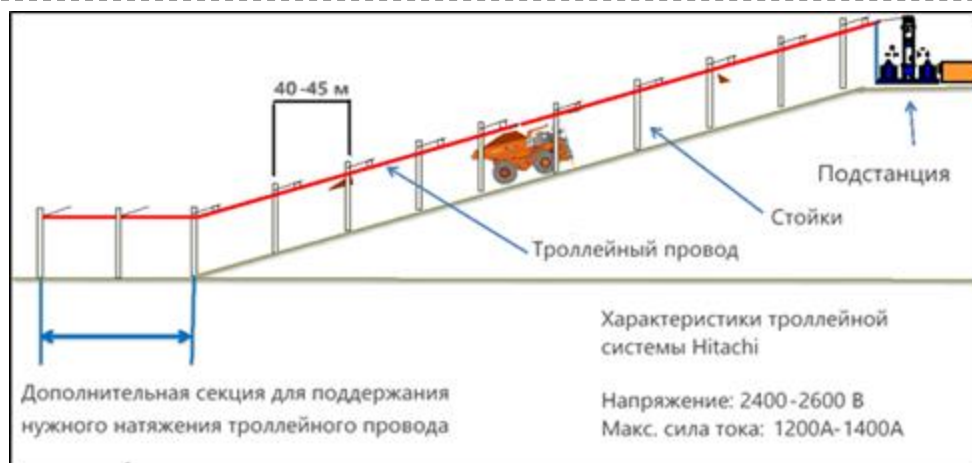 40-45 м
Подстанция
Стойки
Троллейный провод
Характеристики троллейной
системы Hitachi
Напряжение: 2400-2600 В
Макс. сила тока: 1200А-1400А
Дополнительная секция для поддержания
нужного натяжения троллейного провода